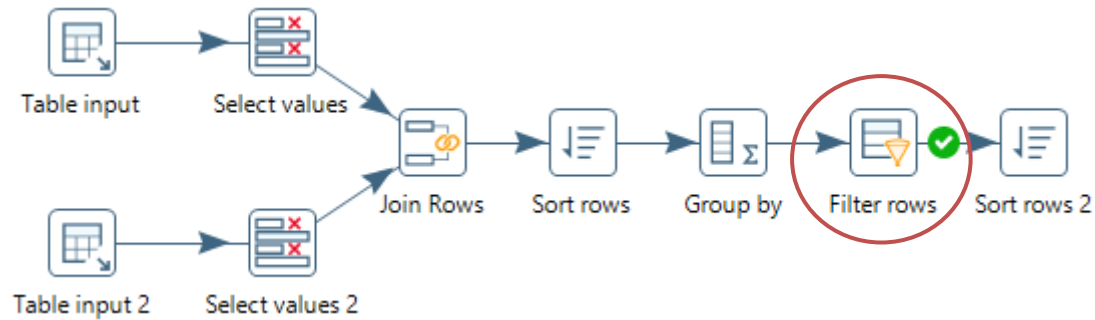 Table input
Select values
Join Rows
Sort rows
Group by
Filter rows
Sort rows 2
Table input 2
Select values 2